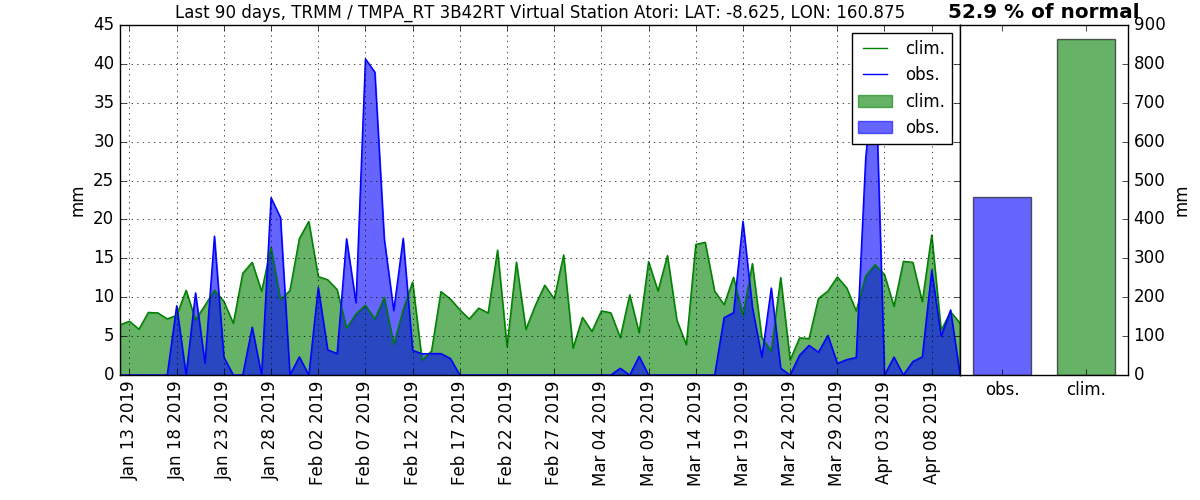 Last 90 days, TRMM / TMPA_RT 3B42RT Virtual Station Atori: LAT: -8.625, LON: 160.875
52.9 % of normal
45
40
35
30
25
20
15
10
5
0
mm
clim.
obs.
clim.
obs.
900
800
700
600
500
400
300
200
100
0
mm
Jan 13 2019
Jan 18 2019
Jan 23 2019
Jan 28 2019
Feb 02 2019
Feb 07 2019
Feb 12 2019
Feb 17 2019
Feb 22 2019
Feb 27 2019
Mar 04 2019
Mar 09 2019
Mar 14 2019
Mar 19 2019
Mar 24 2019
Mar 29 2019
Apr 03 2019
Apr 08 2019
obs.
clim.